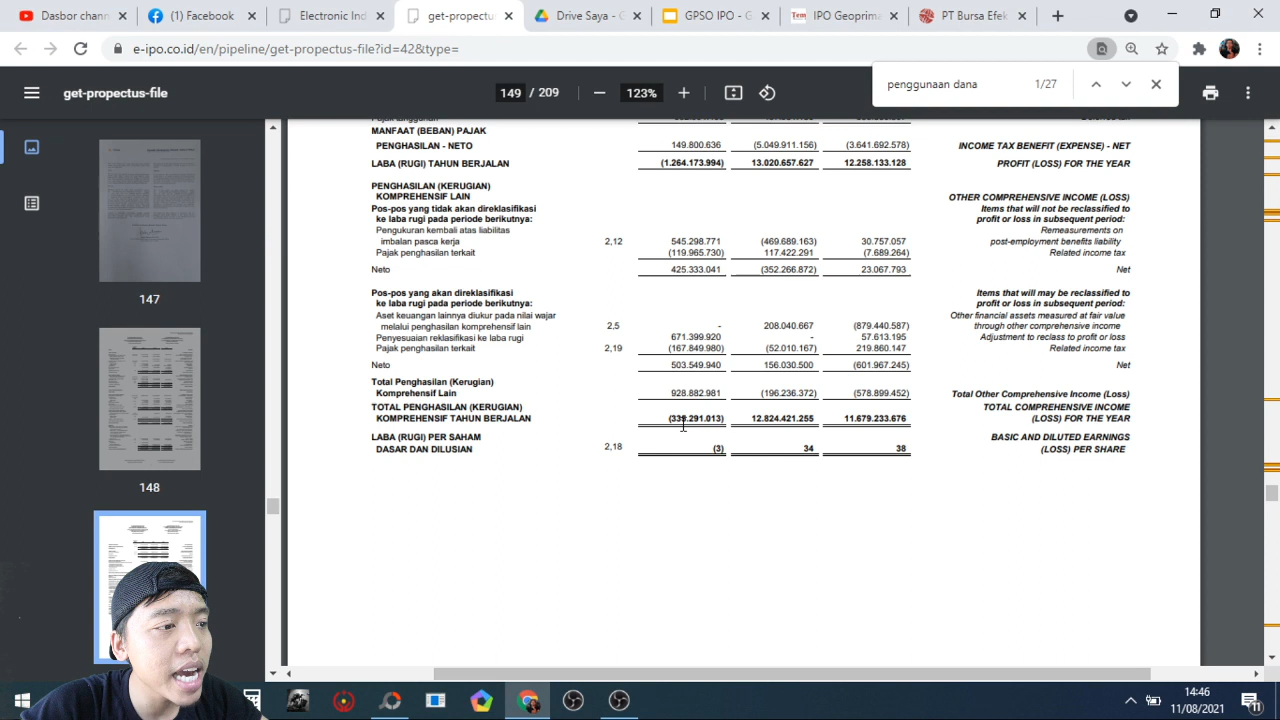 Dasbor chann
(1) Facebook
Electronic Ind
get-propectus
Drive Saya - G
GPSO IPO - G
IPO Geoprima
PT Bursa Efek
e-ipo.co.id/en/pipeline/get-propectus-file?id=42&type=
get-propectus-file
149 / 209
123%
penggunaan dana
1/27
MANFAAT (BEBAN) PAJAK
PENGHASILAN - NETO 149.800.636 (5.049.911.156) (3.641.692.578) INCOME TAX BENEFIT (EXPENSE) - NET
LABA (RUGI) TAHUN BERJALAN (1.264.173.994) 13.020.657.627 12.258.133.128 PROFIT (LOSS) FOR THE YEAR
PENGHASILAN (KERUGIAN)
KOMPREHENSIF LAIN OTHER COMPREHENSIVE INCOME (LOSS)
Pos-pos yang tidak akan direklasifikasi Items that will not be reclassified to
ke laba rugi pada periode berikutnya: profit or loss in subsequent period:
Pengukuran kembali atas liabilitas Remeasurements on
imbalan pasca kerja 2,12 545.298.771 (469.689.163) 30.757.057 post-employment benefits liability
Pajak penghasilan terkait (119.965.730) 117.422.291 (7.689.264) Related income tax
Neto 425.333.041 (352.266.872) 23.067.793 Net
Pos-pos yang akan direklasifikasi Items that will may be reclassified to
ke laba rugi pada periode berikutnya: profit or loss in subsequent period:
Aset keuangan lainnya diukur pada nilai wajar Other financial assets measured at fair value
melalui penghasilan komprehensif lain 2,5 - 208.040.667 (879.440.587) through other comprehensive income
Penyesuaian reklasifikasi ke laba rugi 671.399.920 - 57.613.195 Adjustment to reclass to profit or loss
Pajak penghasilan terkait 2,19 (167.849.980) (52.010.167) 219.860.147 Related income tax
Neto 503.549.940 156.030.500 (601.967.245) Net
Total Penghasilan (Kerugian)
Komprehensif Lain 928.882.981 (196.236.372) (578.899.452) Total Other Comprehensive Income (Loss)
TOTAL PENGHASILAN (KERUGIAN) TOTAL COMPREHENSIVE INCOME
KOMPREHENSIF TAHUN BERJALAN (335.291.013) 12.824.421.255 11.679.233.676 (LOSS) FOR THE YEAR
LABA (RUGI) PER SAHAM BASIC AND DILUTED EARNINGS
DASAR DAN DILUSIAN 2,18 (3) 34 38 (LOSS) PER SHARE
147
148
14:46
11/08/2021